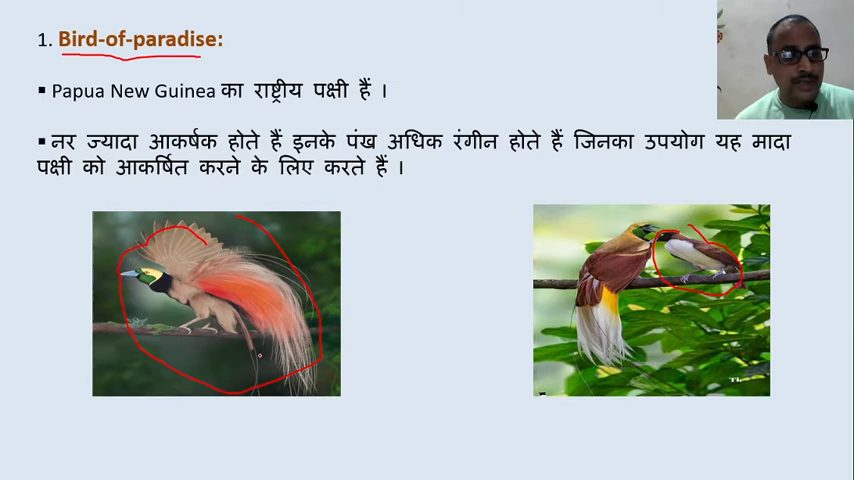 1. Bird-of-paradise:
▪ Papua New Guinea का राष्ट्रीय पक्षी हैं ।
▪ नर ज्यादा आकर्षक होते हैं इनके पंख अधिक रंगीन होते हैं जिनका उपयोग यह मादा
पक्षी को आकर्षित करने के लिए करते हैं ।